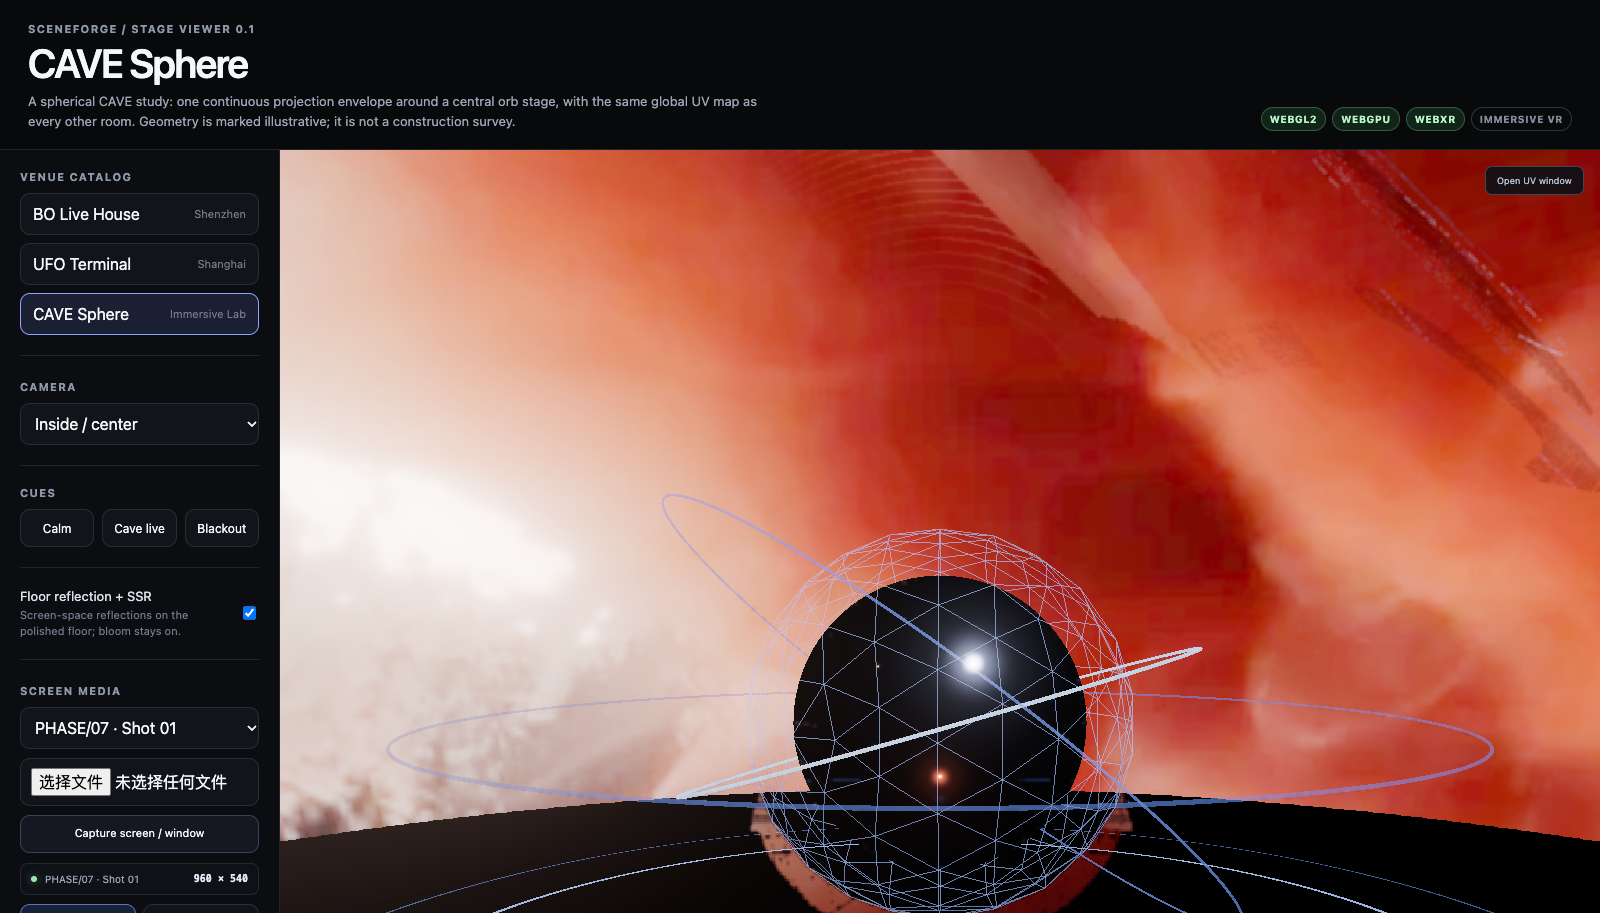 SCENEFORGE / STAGE VIEWER 0.1
CAVE Sphere
A spherical CAVE study: one continuous projection envelope around a central orb stage, with the same global UV map as
every other room. Geometry is marked illustrative; it is not a construction survey.
WEBGL2 WEBGPU WEBXR IMMERSIVE VR
VENUE CATALOG
BO Live House Shenzhen
UFO Terminal Shanghai
CAVE Sphere Immersive Lab
CAMERA
Inside / center
CUES
Calm Cave live Blackout
Floor reflection + SSR
Screen-space reflections on the
polished floor; bloom stays on.
SCREEN MEDIA
PHASE/07 · Shot 01
选择文件 未选择任何文件
Capture screen / window
PHASE/07 · Shot 01 960 × 540
Open UV window